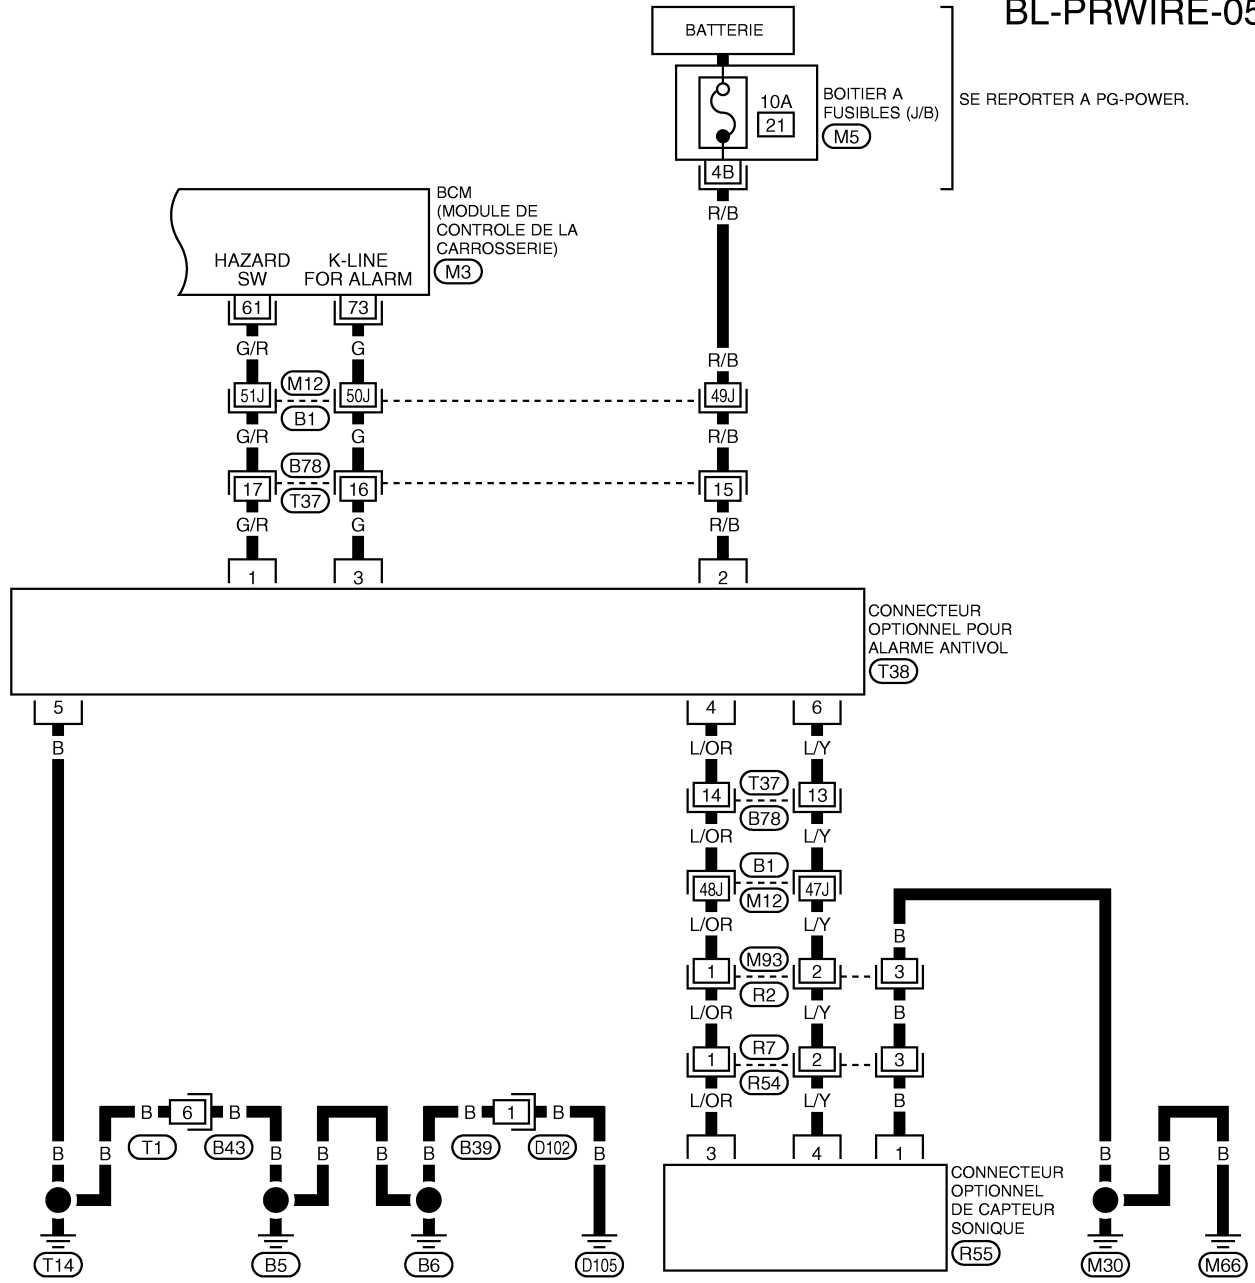 BL-PRWIRE-05
BATTERIE
10A
21
BOITIER A
FUSIBLES (J/B)
M5
SE REPORTER A PG-POWER.
4B
R/B
BCM
(MODULE DE
CONTROLE DE LA
CARROSSERIE)
M3
HAZARD
SW
K-LINE
FOR ALARM
61
73
G/R
G
R/B
51J
M12
50J
49J
B1
G/R
G
R/B
B78
17
16
15
T37
G/R
G
R/B
1
3
2
CONNECTEUR
OPTIONNEL POUR
ALARME ANTIVOL
T38
5
4
6
B
L/OR
L/Y
14
T37
13
B78
L/OR
L/Y
B1
48J
47J
M12
L/OR
L/Y
B
1
M93
2
3
R2
L/OR
L/Y
B
1
R7
2
3
R54
L/OR
L/Y
B
B
6
B
B
1
B
T1
B43
B39
D102
B
B
B
B
B
B
B
B
B
B
3
4
1
CONNECTEUR
OPTIONNEL
DE CAPTEUR
SONIQUE
R55
T14
B5
B6
D105
M30
M66